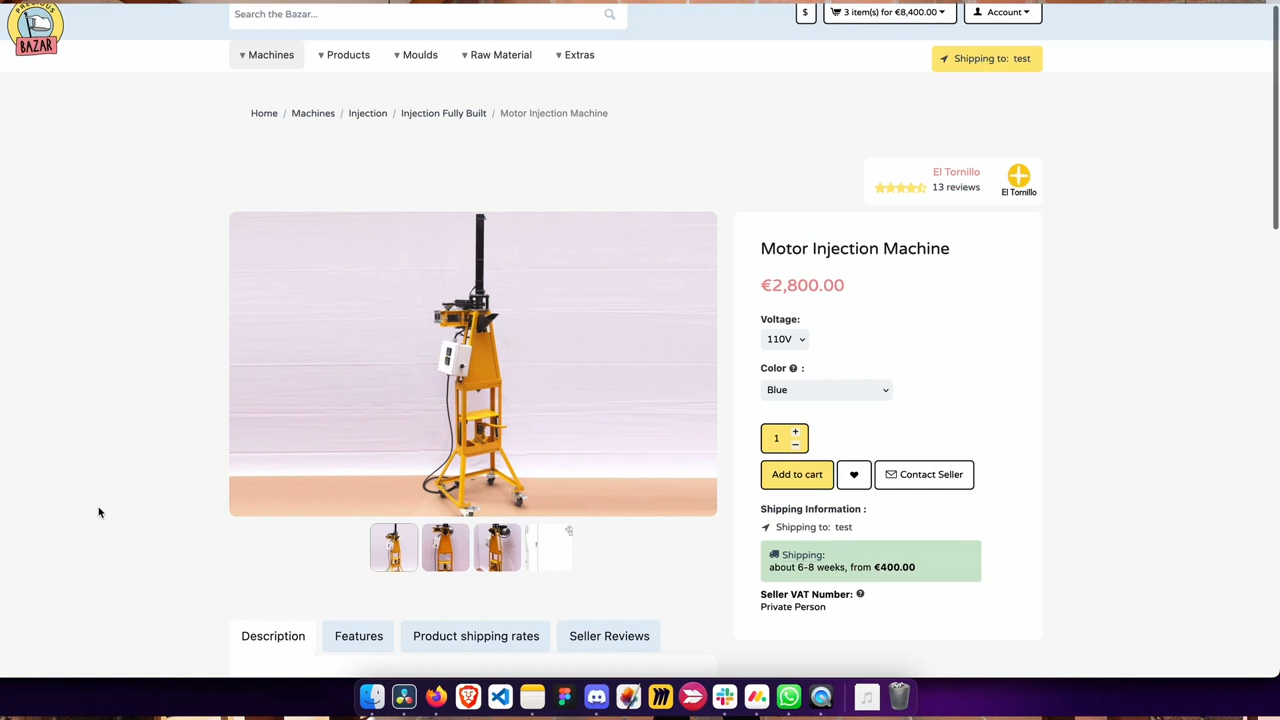 PRECIOUS
BAZAR
Search the Bazar...
$
3 item(s) for €8,400.00
Account
Machines
Products
Moulds
Raw Material
Extras
Shipping to: test
Home / Machines / Injection / Injection Fully Built / Motor Injection Machine
El Tornillo
13 reviews
El Tornillo
Motor Injection Machine
€2,800.00
Voltage:
110V
Color ? :
Blue
1
+
−
Add to cart
Contact Seller
Shipping Information :
Shipping to: test
Shipping:
about 6-8 weeks, from €400.00
Seller VAT Number: ?
Private Person
Description
Features
Product shipping rates
Seller Reviews